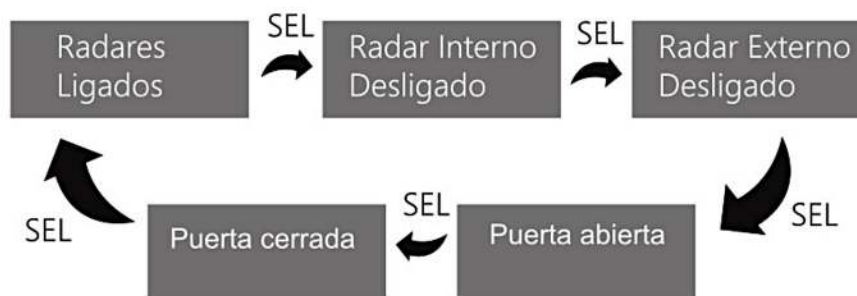 SEL
SEL
Radares
Ligados
Radar Interno
Desligado
Radar Externo
Desligado
SEL
SEL
SEL
Puerta cerrada
Puerta abierta